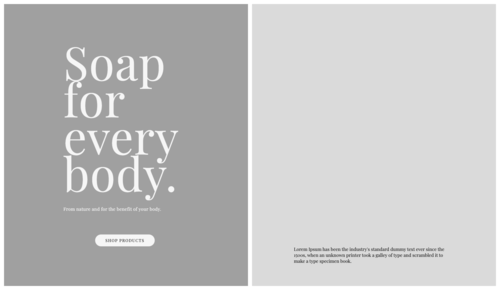 Soap
for
every
body.
From nature and for the benefit of your body.
SHOP PRODUCTS
Lorem Ipsum has been the industry's standard dummy text ever since the
1500s, when an unknown printer took a galley of type and scrambled it to
make a type specimen book.